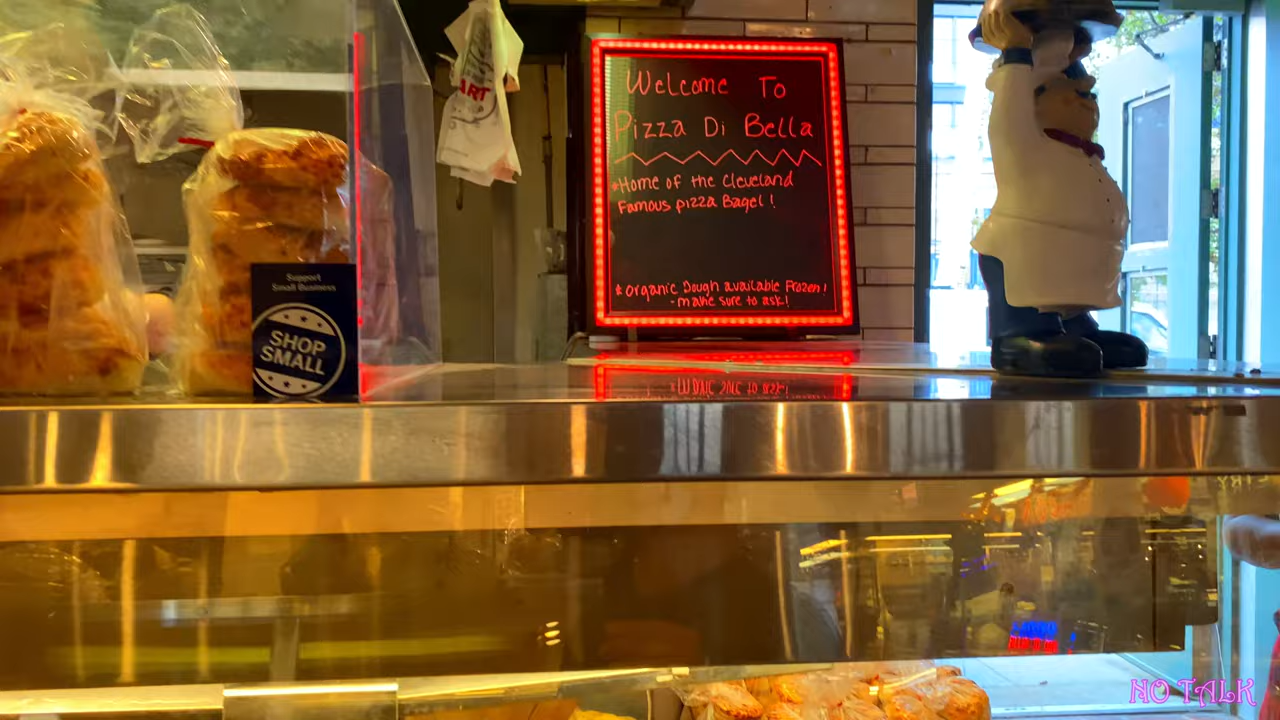 Welcome To
Pizza Di Bella
*Home of the Cleveland
Famous pizza Bagel!
*Organic Dough available Frozen!
-make sure to ask!
Support
Small Business
SHOP
SMALL
ART
NO TALK